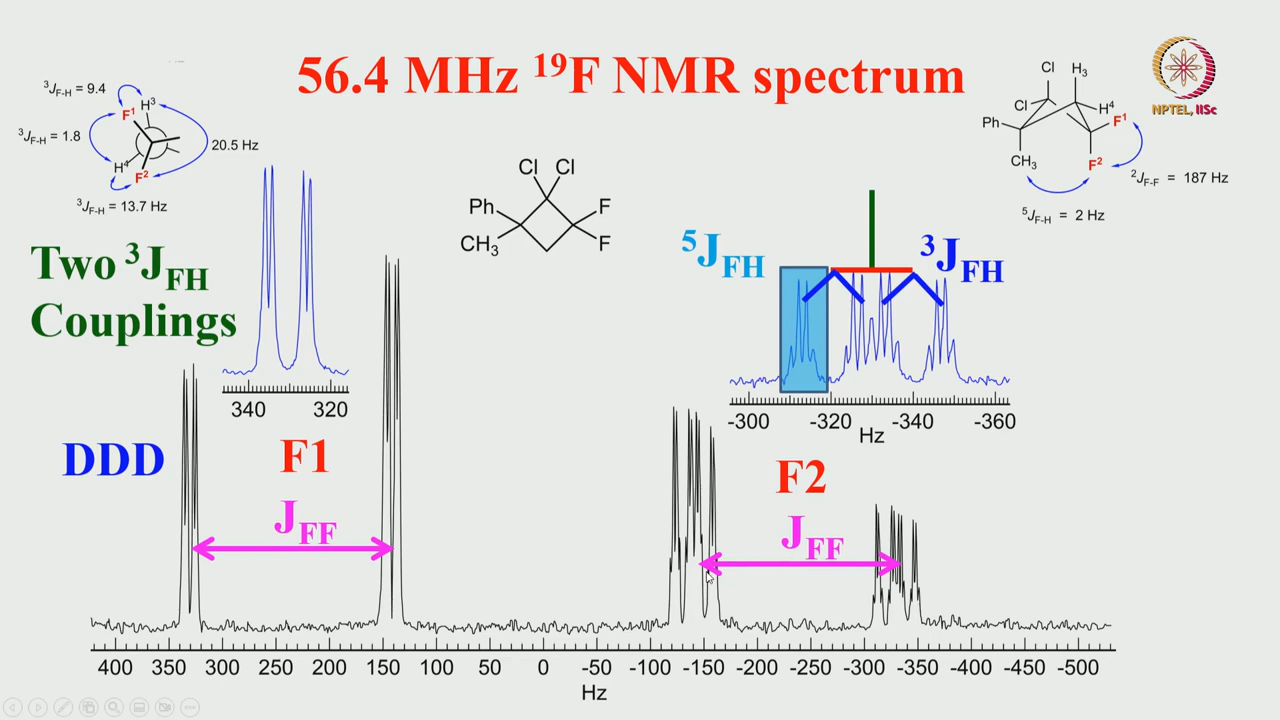 56.4 MHz ¹⁹F NMR spectrum
NPTEL, IISc
³J_F-H = 9.4
H³
F¹
³J_F-H = 1.8
20.5 Hz
H⁴
F²
³J_F-H = 13.7 Hz
Two ³J_FH
Couplings
340 320
Cl Cl
Ph F
CH₃ F
Cl H₃
Cl
H⁴
Ph F¹
CH₃ F²
²J_F-F = 187 Hz
⁵J_F-H = 2 Hz
⁵J_FH
³J_FH
-300 -320 -340 -360
Hz
DDD
F1
J_FF
F2
J_FF
400 350 300 250 200 150 100 50 0 -50 -100 -150 -200 -250 -300 -350 -400 -450 -500
Hz